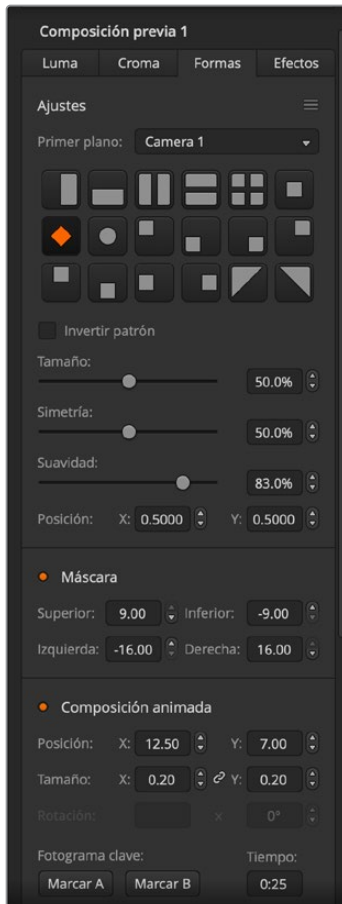 Composición previa 1
Luma Croma Formas Efectos
Ajustes
Primer plano: Camera 1
Invertir patrón
Tamaño:
50.0%
Simetría:
50.0%
Suavidad:
83.0%
Posición: X: 0.5000 Y: 0.5000
Máscara
Superior: 9.00 Inferior: -9.00
Izquierda: -16.00 Derecha: 16.00
Composición animada
Posición: X: 12.50 Y: 7.00
Tamaño: X: 0.20 Y: 0.20
Rotación: x 0°
Fotograma clave: Tiempo:
Marcar A Marcar B 0:25